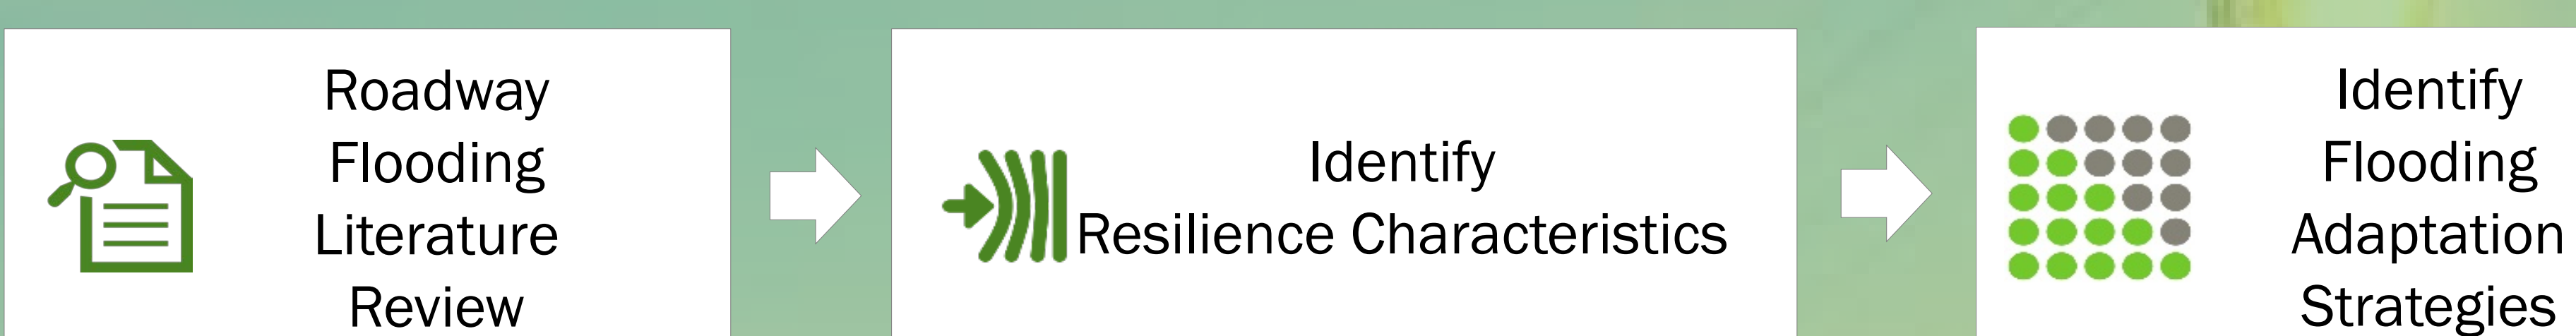 Roadway
Flooding
Literature
Review
Identify
Resilience Characteristics
Identify
Flooding
Adaptation
Strategies